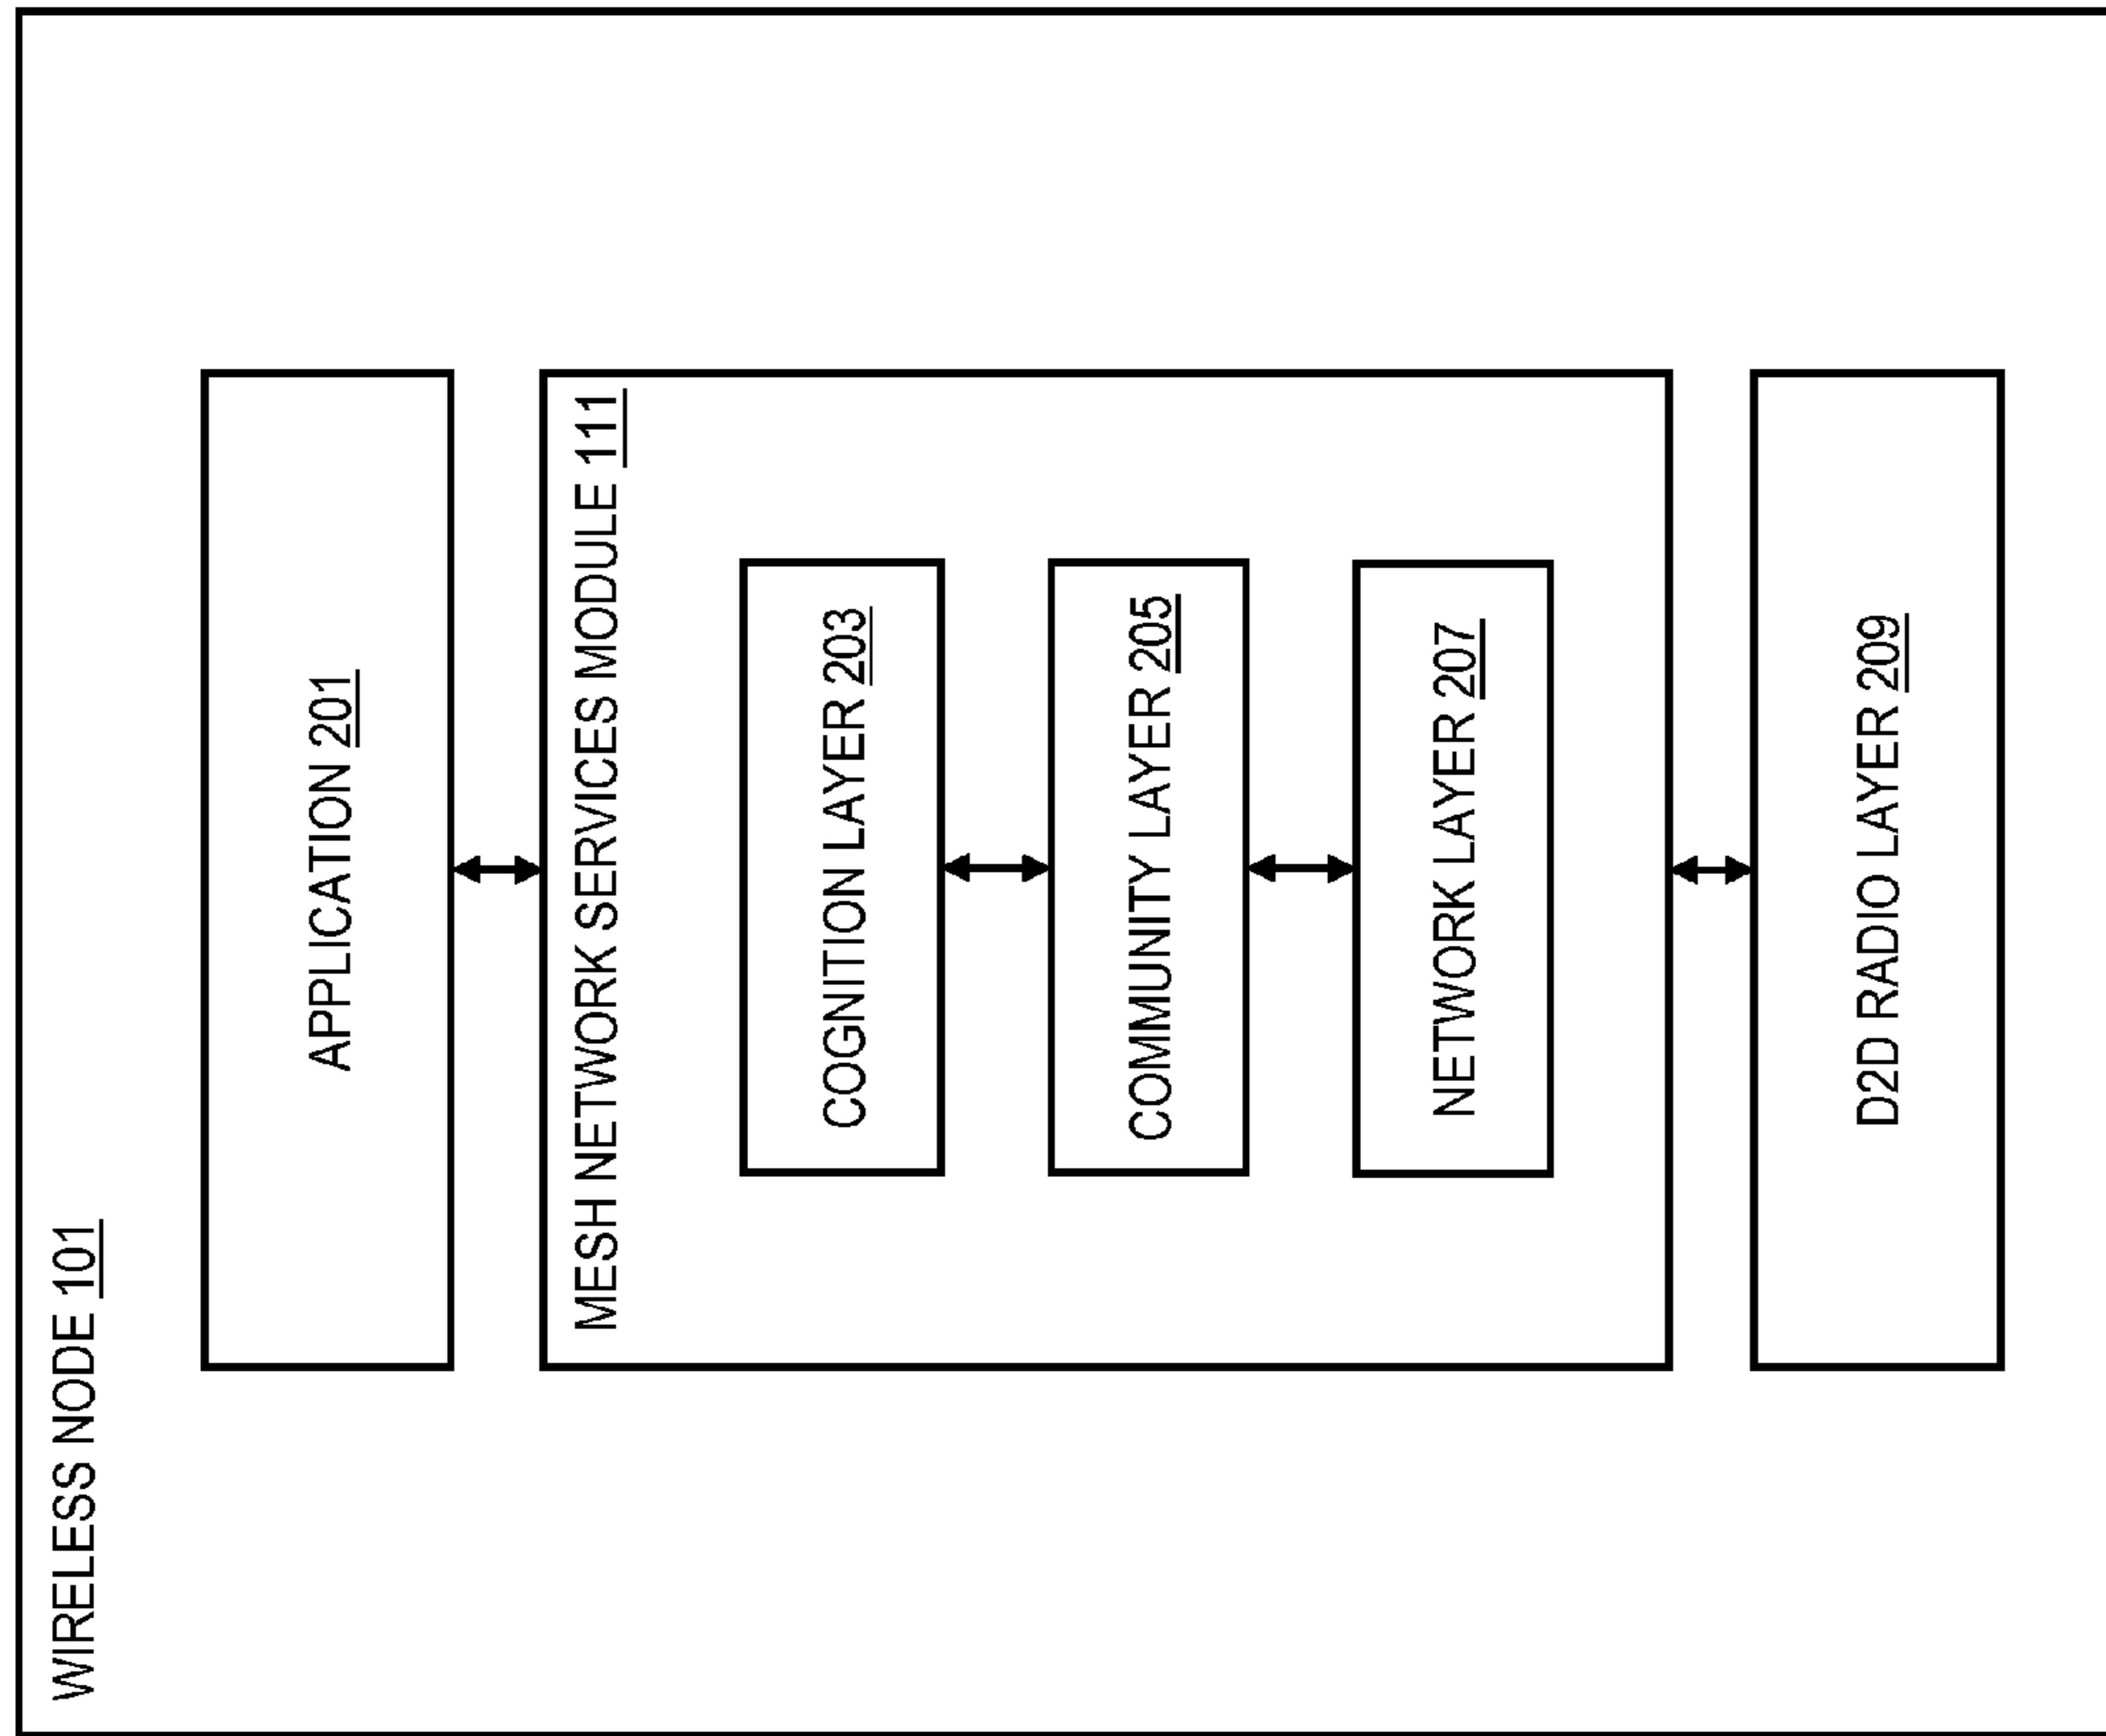 WIRELESS NODE 101
APPLICATION 201
MESH NETWORK SERVICES MODULE 111
COGNITION LAYER 203
COMMUNITY LAYER 205
NETWORK LAYER 207
D2D RADIO LAYER 209